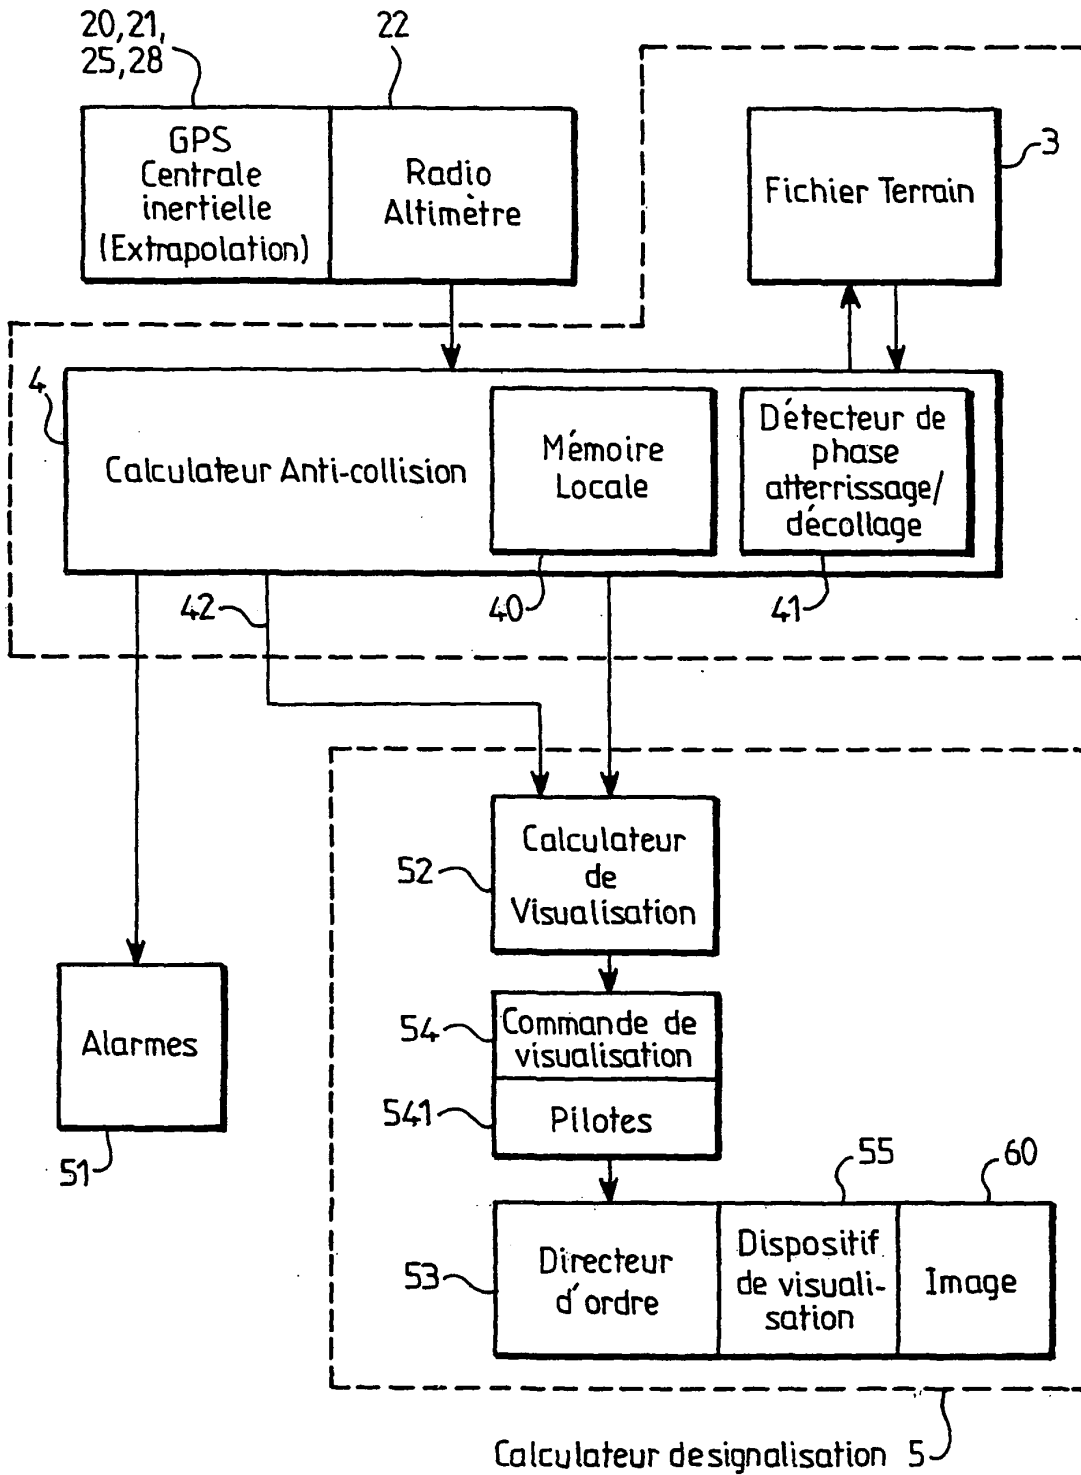 20,21,
25,28
22
GPS
Centrale
inertielle
(Extrapolation)
Radio
Altimètre
Fichier Terrain
3
4
Calculateur Anti-collision
Mémoire
Locale
Détecteur de
phase
atterrissage/
décollage
42
40
41
52
Calculateur
de
Visualisation
54
Commande de
visualisation
541
Pilotes
Alarmes
51
55
60
53
Directeur
d'ordre
Dispositif
de visuali-
sation
Image
Calculateur designalisation 5